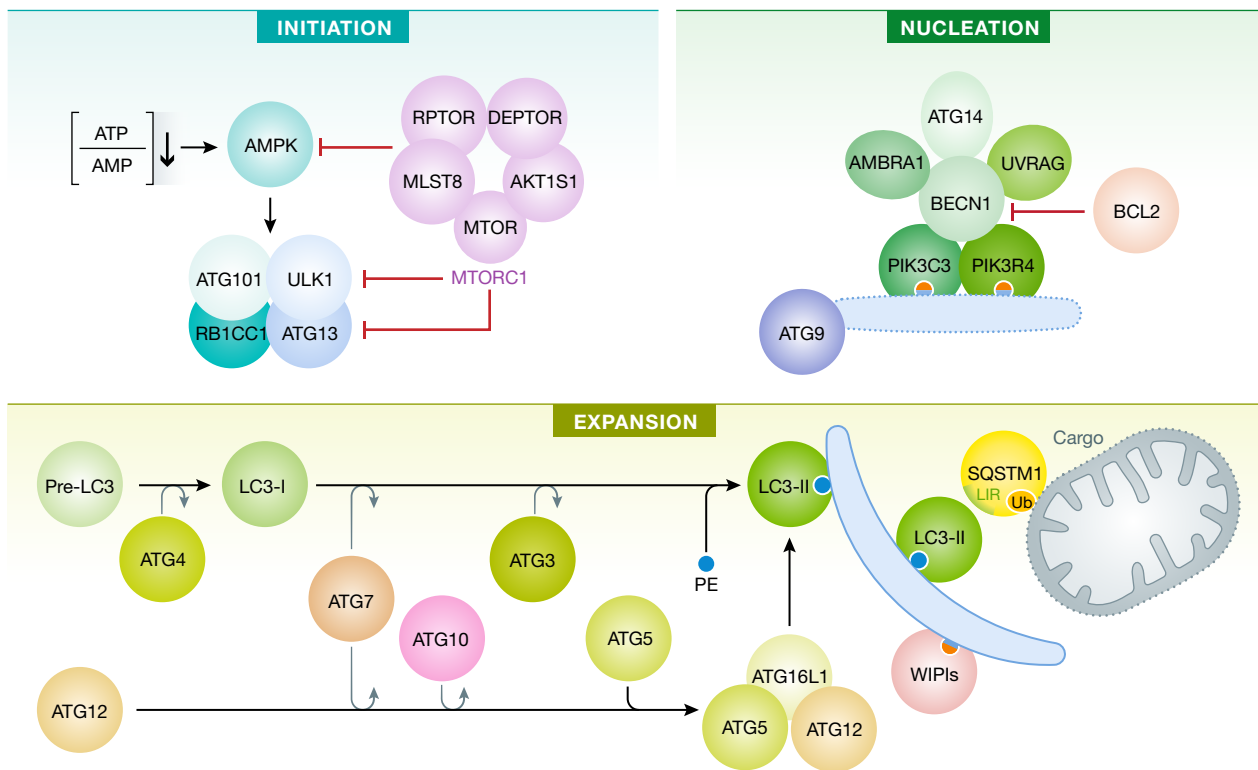 INITIATION
ATP
AMP
AMPK
RPTOR
DEPTOR
MLST8
AKT1S1
MTOR
MTORC1
ATG101
ULK1
RB1CC1
ATG13
NUCLEATION
ATG14
AMBRA1
UVRAG
BECN1
BCL2
PIK3C3
PIK3R4
ATG9
EXPANSION
Pre-LC3
LC3-I
LC3-II
ATG4
ATG7
ATG3
PE
ATG10
ATG5
ATG12
ATG16L1
ATG5
ATG12
Cargo
SQSTM1
LIR
Ub
LC3-II
WIPIs